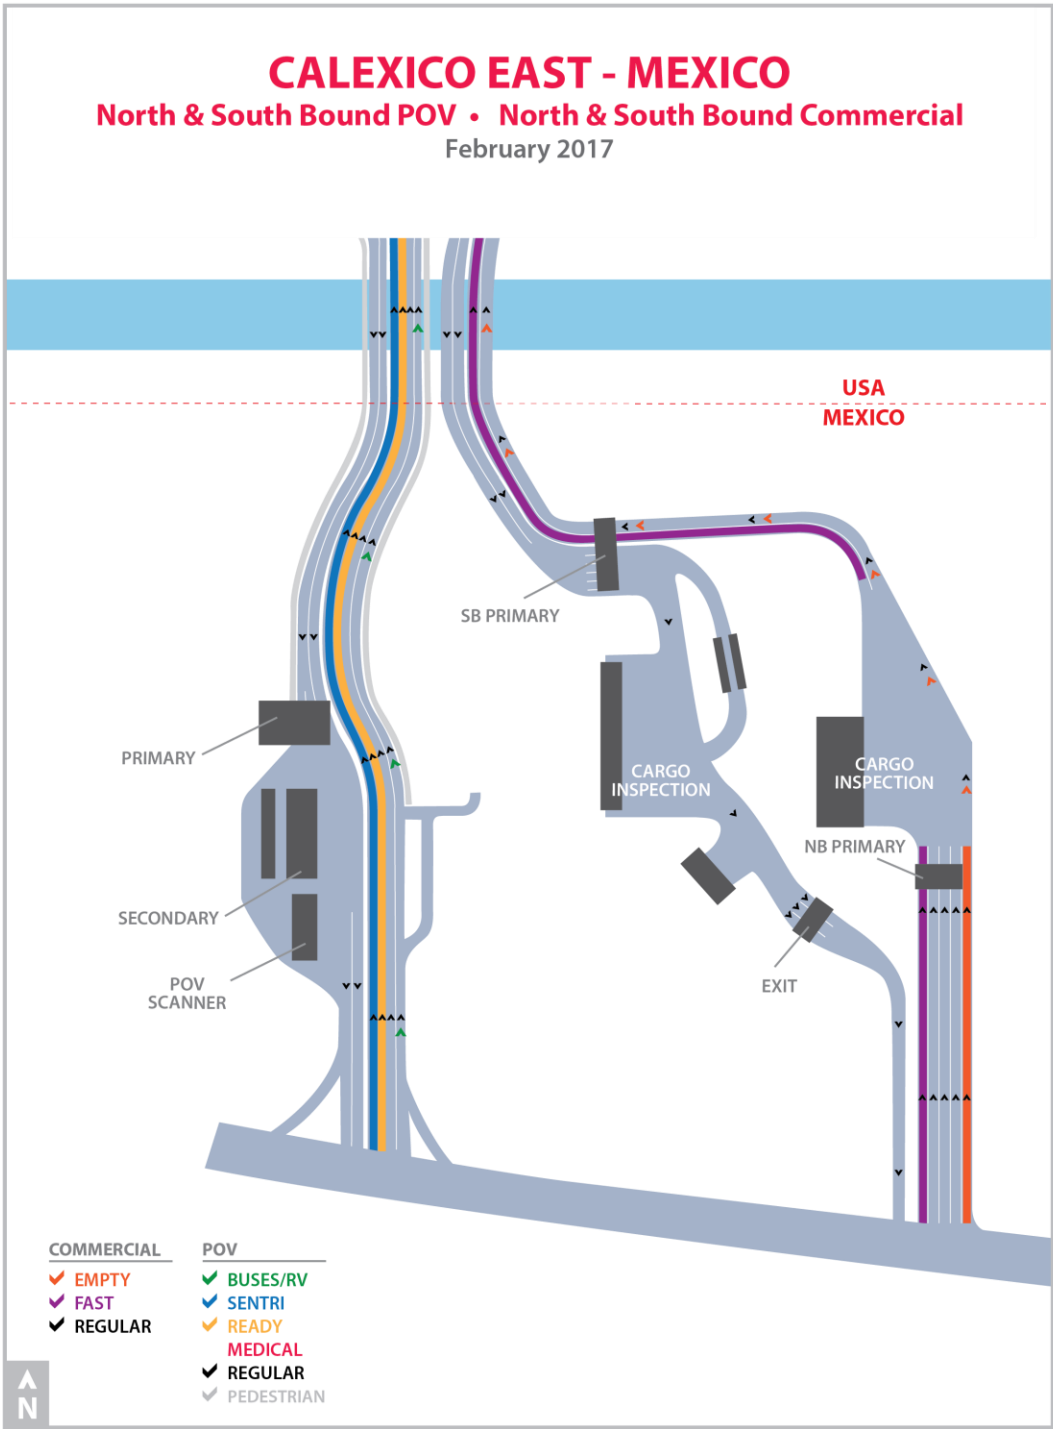 CALEXICO EAST - MEXICO
North & South Bound POV • North & South Bound Commercial
February 2017
USA
MEXICO
SB PRIMARY
PRIMARY
CARGO
INSPECTION
CARGO
INSPECTION
NB PRIMARY
SECONDARY
POV
SCANNER
EXIT
COMMERCIAL
EMPTY
FAST
REGULAR
POV
BUSES/RV
SENTRI
READY
MEDICAL
REGULAR
PEDESTRIAN
N